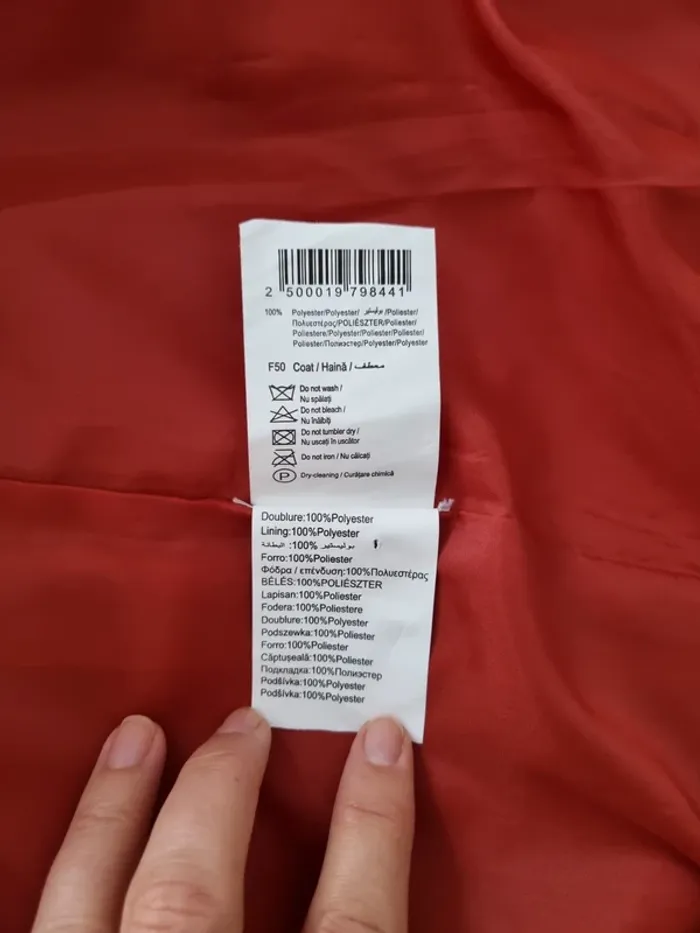 2 500019 798441
100% Polyester/Polyester/ بوليستير /Poliester/
Πολυεστέρας/POLIÉSZTER/Poliester/
Poliestere/Polyester/Poliester/Poliester/
Poliester/Полиэстер/Polyester/Polyester
F50 Coat / Haină / معطف
Do not wash /
Nu spălați
Do not bleach /
Nu înălbiți
Do not tumbler dry /
Nu uscați în uscător
Do not iron / Nu călcați
P Dry-cleaning / Curățare chimică
Doublure:100%Polyester
Lining:100%Polyester
بوليستير %100: البطانة
Forro:100%Poliester
Φόδρα / επένδυση:100%Πολυεστέρας
BÉLÉS:100%POLIÉSZTER
Lapisan:100%Poliester
Fodera:100%Poliestere
Doublure:100%Polyester
Podszewka:100%Poliester
Forro:100%Poliester
Căptușeală:100%Poliester
Подкладка:100%Полиэстер
Podšívka:100%Polyester
Podšívka:100%Polyester